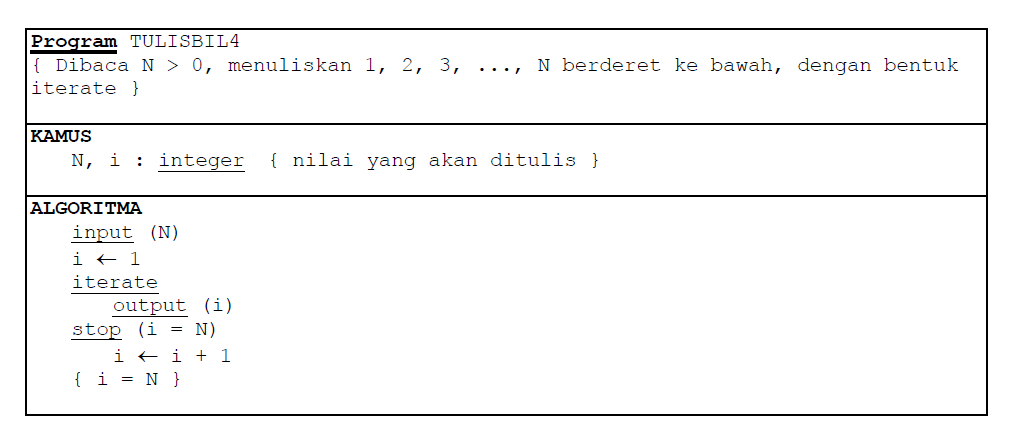 Program TULISBIL4
{ Dibaca N > 0, menuliskan 1, 2, 3, ..., N berderet ke bawah, dengan bentuk
iterate }
KAMUS
N, i : integer { nilai yang akan ditulis }
ALGORITMA
input (N)
i ← 1
iterate
output (i)
stop (i = N)
i ← i + 1
{ i = N }